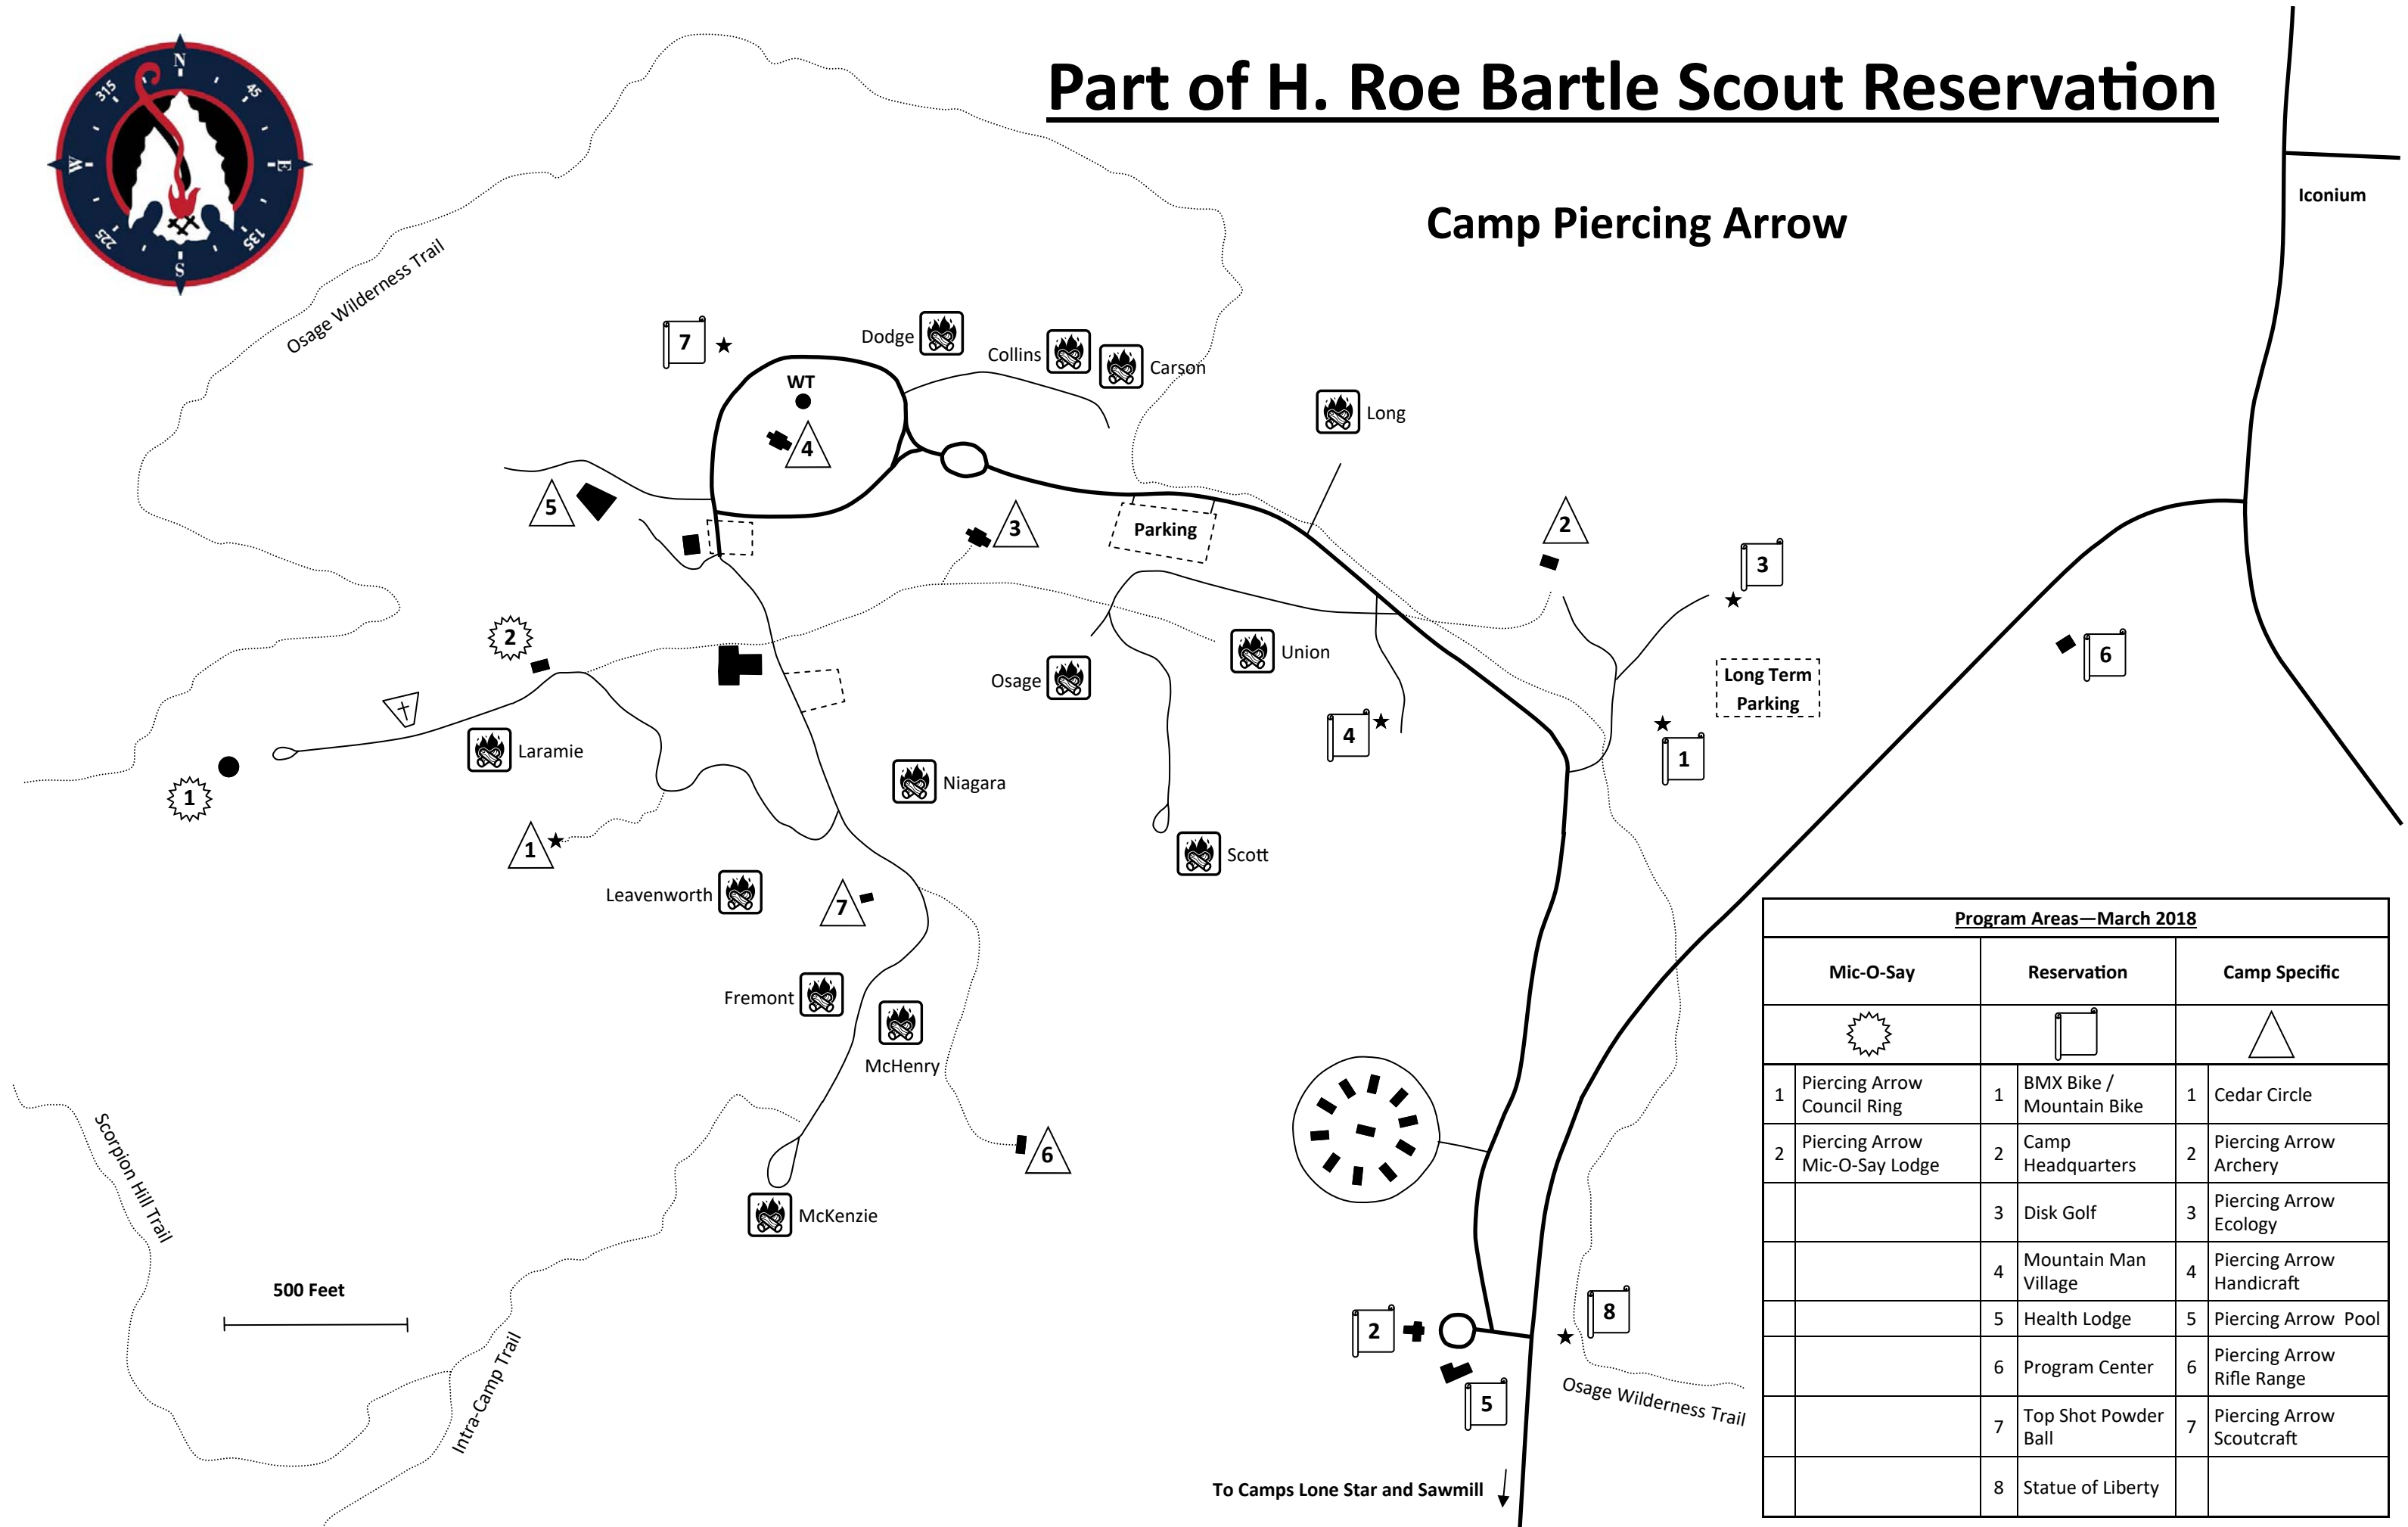 Part of H. Roe Bartle Scout Reservation
Camp Piercing Arrow
N
45
E
135
S
225
W
315
Iconium
Osage Wilderness Trail
7
Dodge
Collins
Carson
WT
4
Long
5
3
Parking
2
3
2
Union
6
Osage
Long Term
Parking
4
1
Laramie
1
Niagara
1
Scott
Leavenworth
7
Fremont
McHenry
6
McKenzie
Scorpion Hill Trail
500 Feet
Intra-Camp Trail
2
8
5
Osage Wilderness Trail
To Camps Lone Star and Sawmill
Program Areas—March 2018
Mic-O-Say
Reservation
Camp Specific
1 Piercing Arrow
Council Ring
1 BMX Bike /
Mountain Bike
1 Cedar Circle
2 Piercing Arrow
Mic-O-Say Lodge
2 Camp
Headquarters
2 Piercing Arrow
Archery
3 Disk Golf
3 Piercing Arrow
Ecology
4 Mountain Man
Village
4 Piercing Arrow
Handicraft
5 Health Lodge
5 Piercing Arrow Pool
6 Program Center
6 Piercing Arrow
Rifle Range
7 Top Shot Powder
Ball
7 Piercing Arrow
Scoutcraft
8 Statue of Liberty